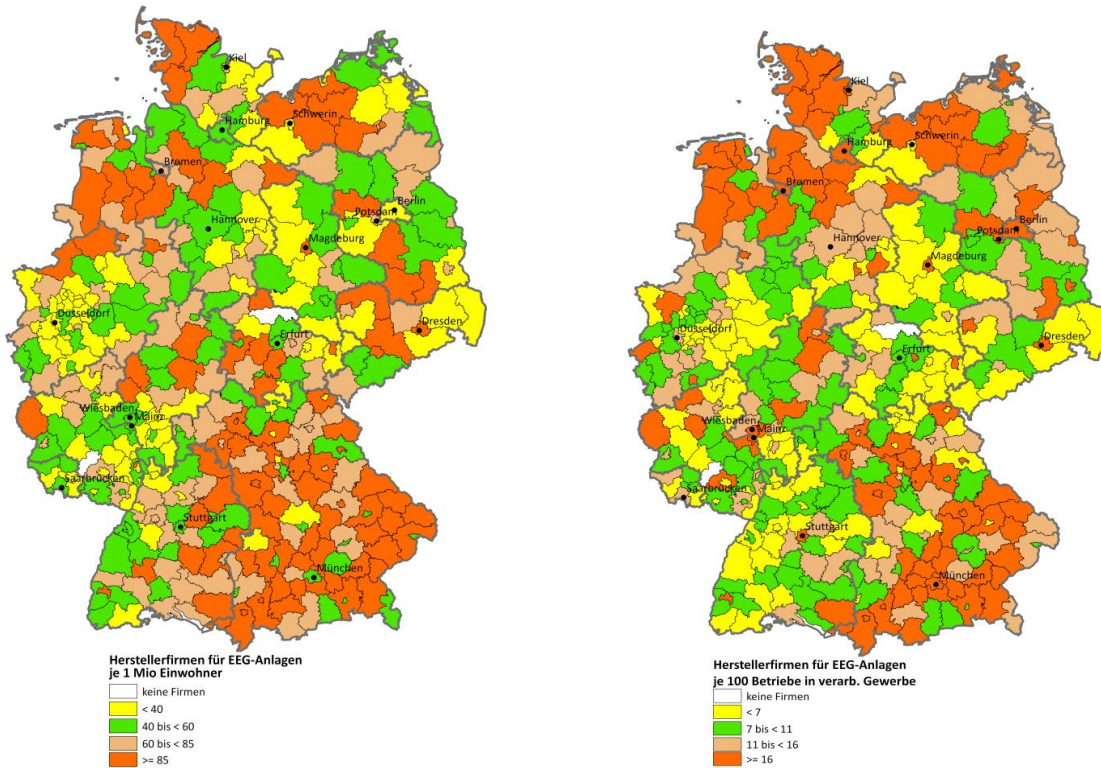 Kiel
Schwerin
Hamburg
Bremen
Berlin
Potsdam
Hannover
Magdeburg
Düsseldorf
Erfurt
Dresden
Wiesbaden
Mainz
Saarbrücken
Stuttgart
München
Herstellerfirmen für EEG-Anlagen
je 1 Mio Einwohner
keine Firmen
< 40
40 bis < 60
60 bis < 85
>= 85
Kiel
Schwerin
Hamburg
Bremen
Berlin
Potsdam
Hannover
Magdeburg
Düsseldorf
Erfurt
Dresden
Wiesbaden
Mainz
Saarbrücken
Stuttgart
München
Herstellerfirmen für EEG-Anlagen
je 100 Betriebe in verarb. Gewerbe
keine Firmen
< 7
7 bis < 11
11 bis < 16
>= 16